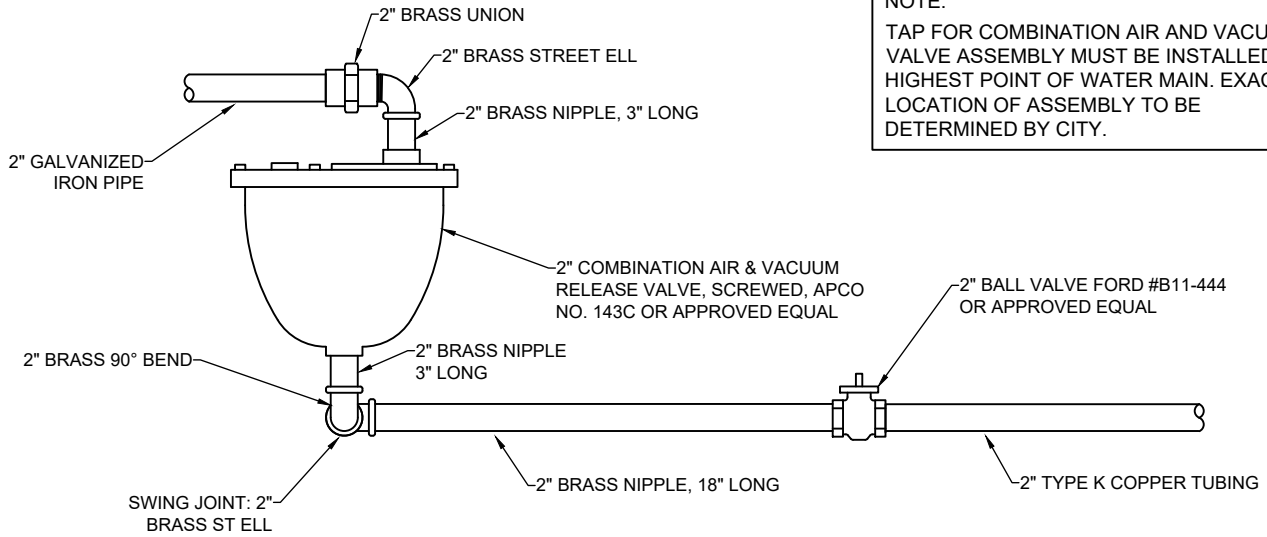 2" BRASS UNION
2" BRASS STREET ELL
2" BRASS NIPPLE, 3" LONG
2" GALVANIZED
IRON PIPE
NOTE:
TAP FOR COMBINATION AIR AND
VALVE ASSEMBLY MUST BE INSTALLED
HIGHEST POINT OF WATER MAIN.
LOCATION OF ASSEMBLY TO BE
DETERMINED BY CITY.
2" COMBINATION AIR & VACUUM
RELEASE VALVE, SCREWED, APCO
NO. 143C OR APPROVED EQUAL
2" BALL VALVE FORD #B11-444
OR APPROVED EQUAL
2" BRASS 90° BEND
2" BRASS NIPPLE
3" LONG
2" BRASS NIPPLE, 18" LONG
2" TYPE K COPPER TUBING
SWING JOINT: 2"
BRASS ST ELL